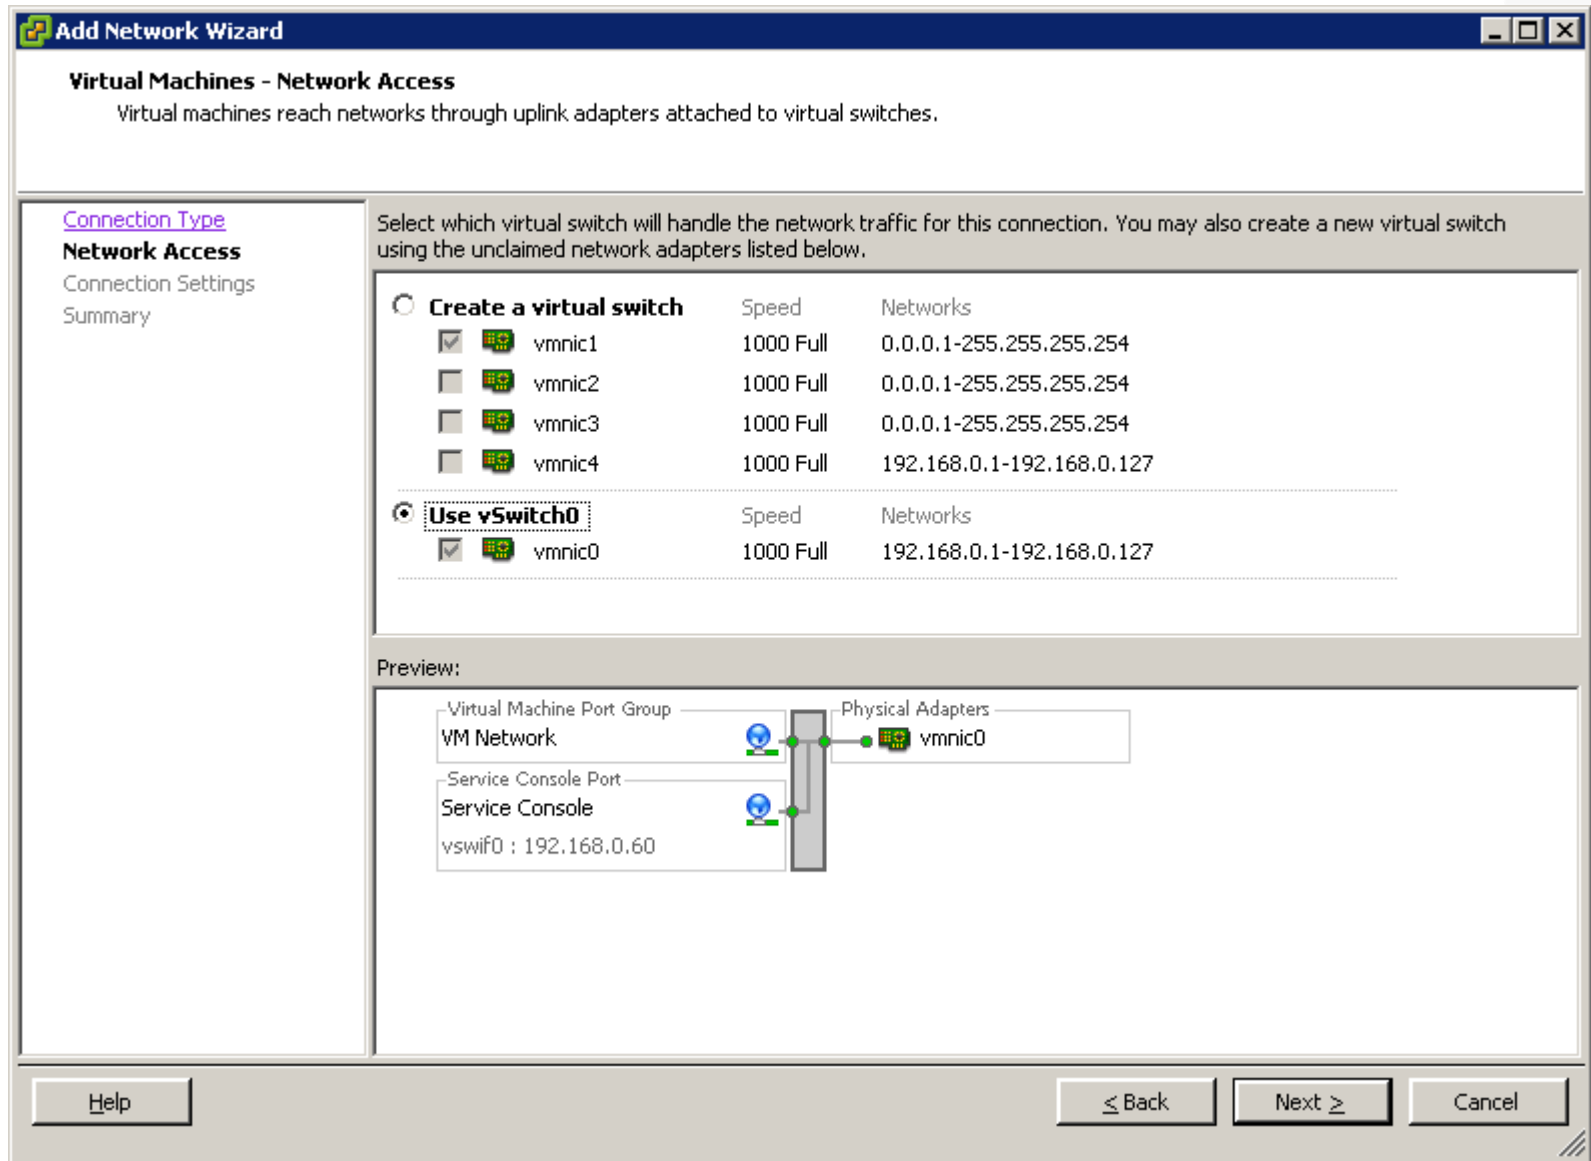 Add Network Wizard
Virtual Machines - Network Access
Virtual machines reach networks through uplink adapters attached to virtual switches.
Connection Type
Network Access
Connection Settings
Summary
Select which virtual switch will handle the network traffic for this connection. You may also create a new virtual switch
using the unclaimed network adapters listed below.
Create a virtual switch Speed Networks
vmnic1 1000 Full 0.0.0.1-255.255.255.254
vmnic2 1000 Full 0.0.0.1-255.255.255.254
vmnic3 1000 Full 0.0.0.1-255.255.255.254
vmnic4 1000 Full 192.168.0.1-192.168.0.127
Use vSwitch0 Speed Networks
vmnic0 1000 Full 192.168.0.1-192.168.0.127
Preview:
Virtual Machine Port Group Physical Adapters
VM Network vmnic0
Service Console Port
Service Console
vswif0 : 192.168.0.60
Help < Back Next > Cancel